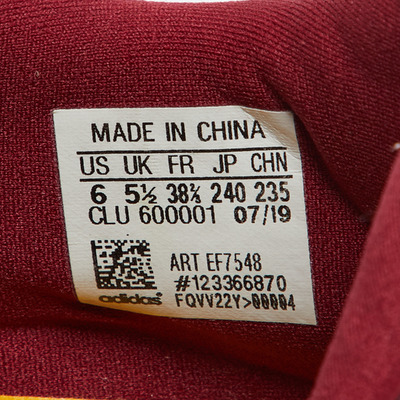 MADE IN CHINA
US UK FR JP CHN
6 5½ 38⅔ 240 235
CLU 600001 07/19
ART EF7548
#123366870
adidas FQVV22Y>00004